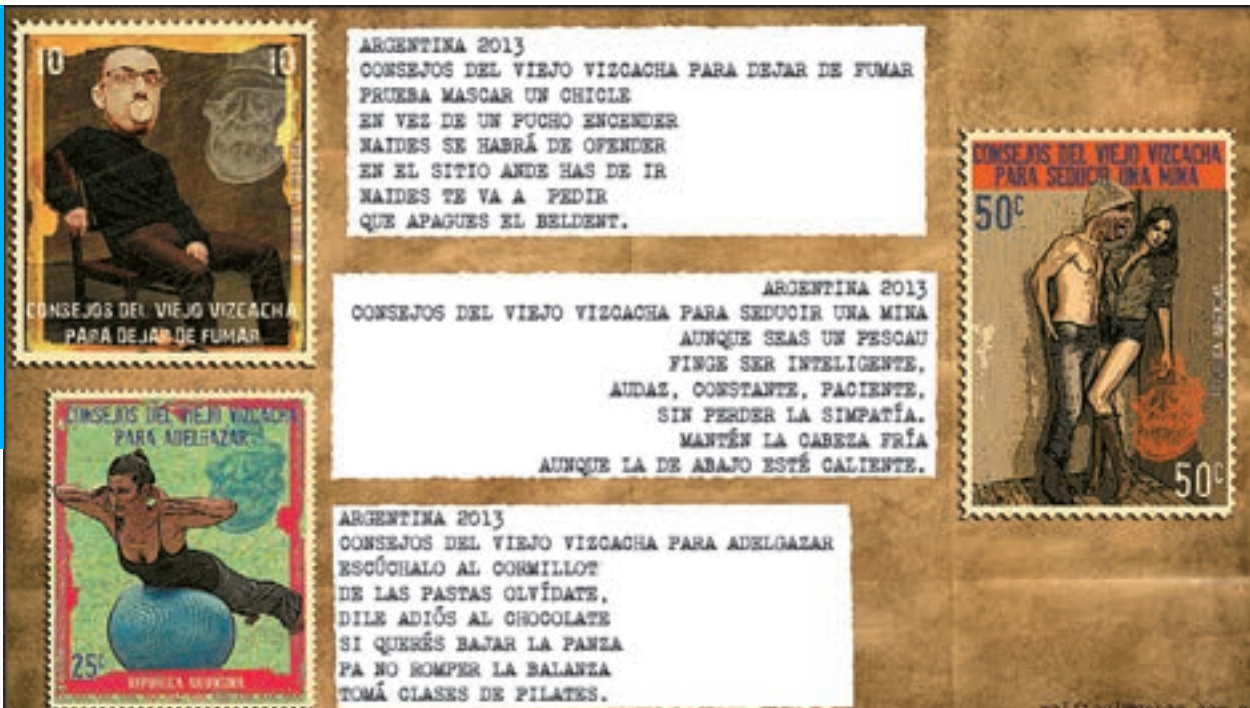 10
10
CONSEJOS DEL VIEJO VIZCACHA
PARA DEJAR DE FUMAR
ARGENTINA 2013
CONSEJOS DEL VIEJO VIZCACHA PARA DEJAR DE FUMAR
PRUEBA MASCAR UN CHICLE
EN VEZ DE UN PUCHO ENCENDER
NAIDES SE HABRÁ DE OFENDER
EN EL SITIO ANDE HAS DE IR
NAIDES TE VA A PEDIR
QUE APAGUES EL BELDENT.
CONSEJOS DEL VIEJO VIZCACHA
PARA SEDUCIR UNA MINA
50¢
50¢
ARGENTINA 2013
CONSEJOS DEL VIEJO VIZCACHA PARA SEDUCIR UNA MINA
AUNQUE SEAS UN PESCAU
FINGE SER INTELIGENTE,
AUDAZ, CONSTANTE, PACIENTE,
SIN PERDER LA SIMPATÍA.
MANTÉN LA CABEZA FRÍA
AUNQUE LA DE ABAJO ESTÉ CALIENTE.
CONSEJOS DEL VIEJO VIZCACHA
PARA ADELGAZAR
25¢
ARGENTINA 2013
CONSEJOS DEL VIEJO VIZCACHA PARA ADELGAZAR
ESCÚCHALO AL CORMILLOT
DE LAS PASTAS OLVÍDATE,
DILE ADIÓS AL CHOCOLATE
SI QUERÉS BAJAR LA PANZA
PA NO ROMPER LA BALANZA
TOMÁ CLASES DE PILATES.